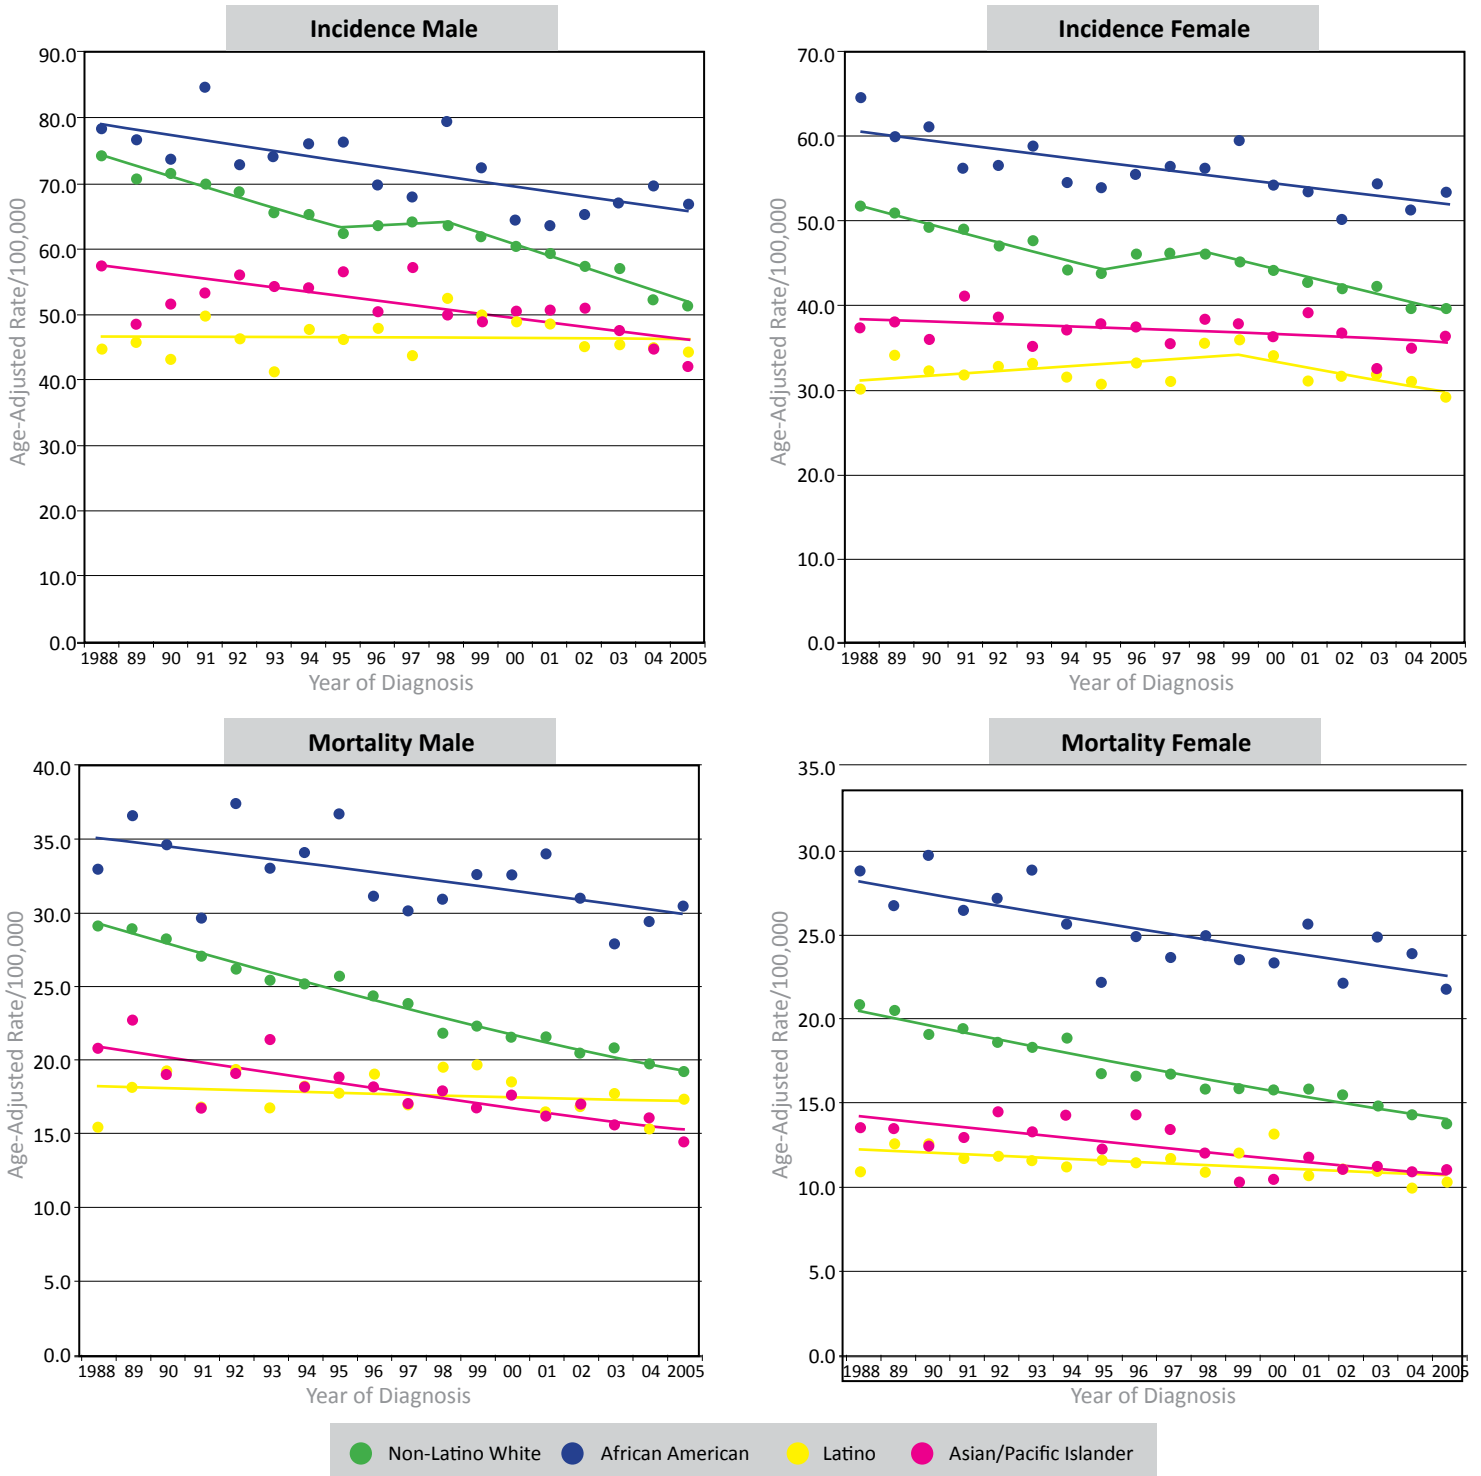 Incidence Male
90.0
80.0
70.0
60.0
50.0
40.0
30.0
20.0
10.0
0.0
Age-Adjusted Rate/100,000
1988 89 90 91 92 93 94 95 96 97 98 99 00 01 02 03 04 2005
Year of Diagnosis
Incidence Female
70.0
60.0
50.0
40.0
30.0
20.0
10.0
0.0
Age-Adjusted Rate/100,000
1988 89 90 91 92 93 94 95 96 97 98 99 00 01 02 03 04 2005
Year of Diagnosis
Mortality Male
40.0
35.0
30.0
25.0
20.0
15.0
10.0
5.0
0.0
Age-Adjusted Rate/100,000
1988 89 90 91 92 93 94 95 96 97 98 99 00 01 02 03 04 2005
Year of Diagnosis
Mortality Female
35.0
30.0
25.0
20.0
15.0
10.0
5.0
0.0
Age-Adjusted Rate/100,000
1988 89 90 91 92 93 94 95 96 97 98 99 00 01 02 03 04 2005
Year of Diagnosis
Non-Latino White African American Latino Asian/Pacific Islander